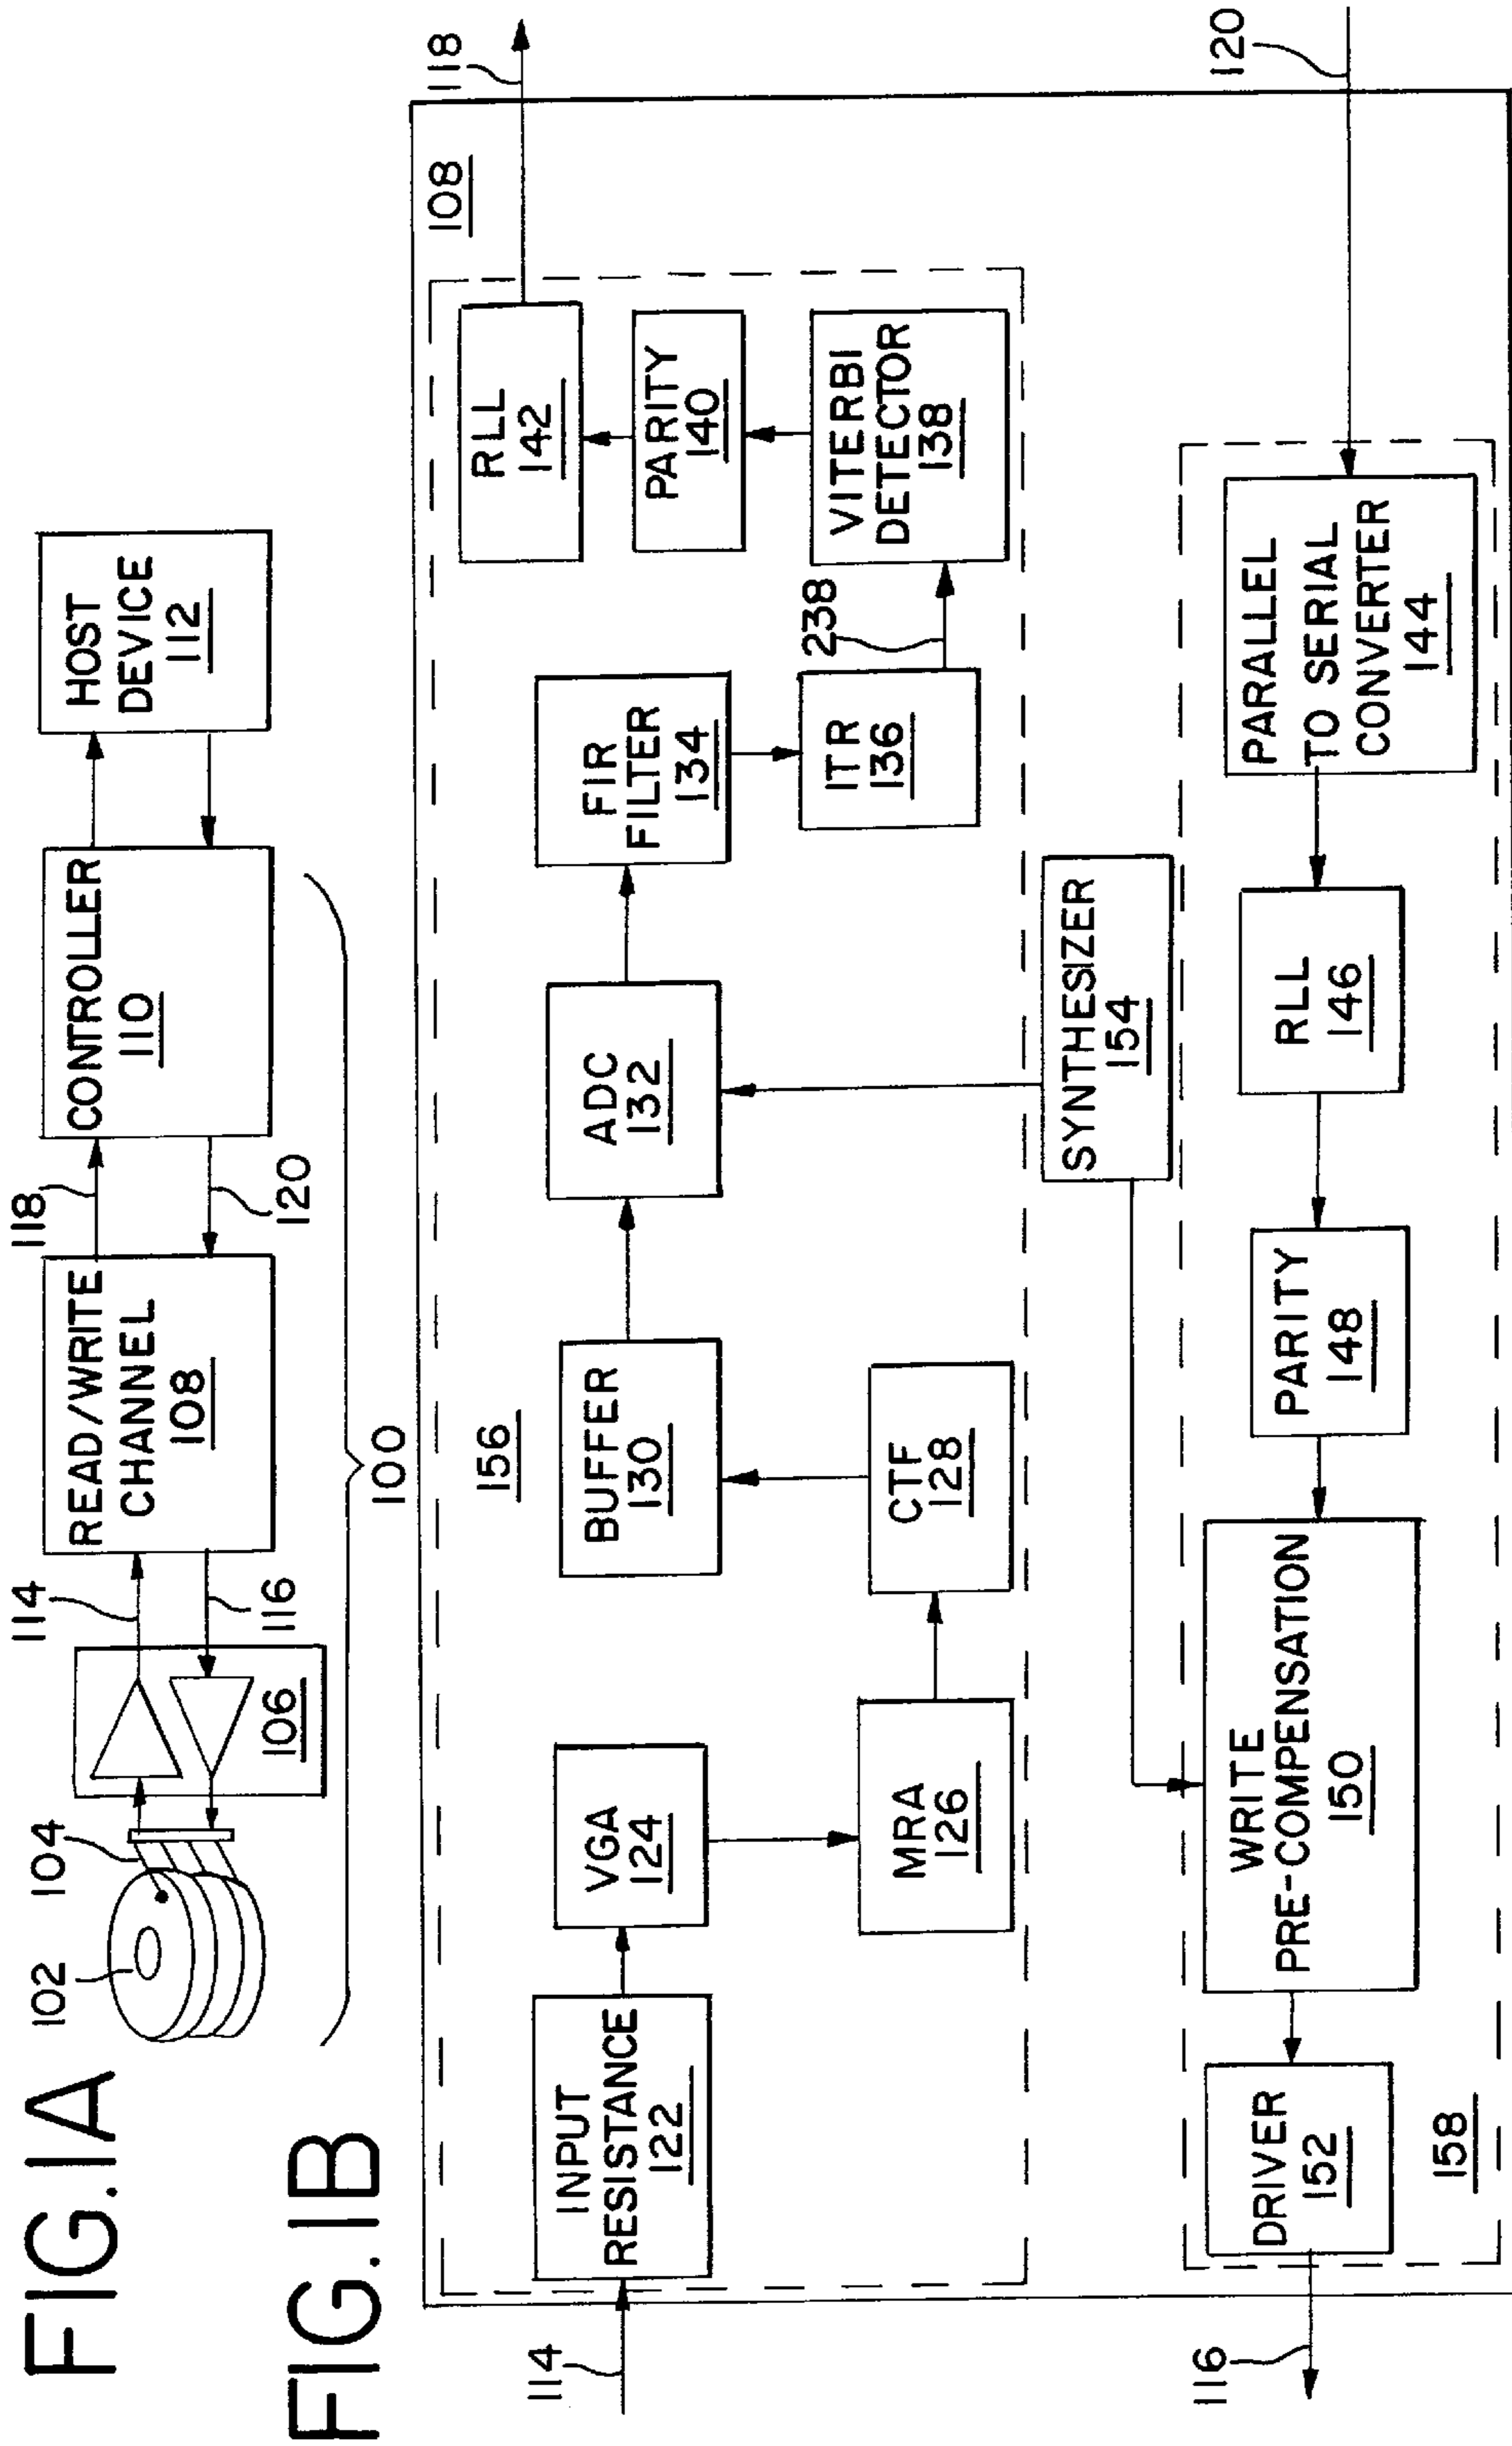 FIG.1A
102
104
106
114
116
READ/WRITE
CHANNEL
108
118
120
CONTROLLER
110
HOST
DEVICE
112
100
FIG.1B
108
114
INPUT
RESISTANCE
122
VGA
124
MRA
126
156
CTF
128
BUFFER
130
ADC
132
FIR
FILTER
134
ITR
136
238
VITERBI
DETECTOR
138
PARITY
140
RLL
142
118
SYNTHESIZER
154
120
PARALLEL
TO SERIAL
CONVERTER
144
RLL
146
PARITY
148
WRITE
PRE-COMPENSATION
150
DRIVER
152
158
116